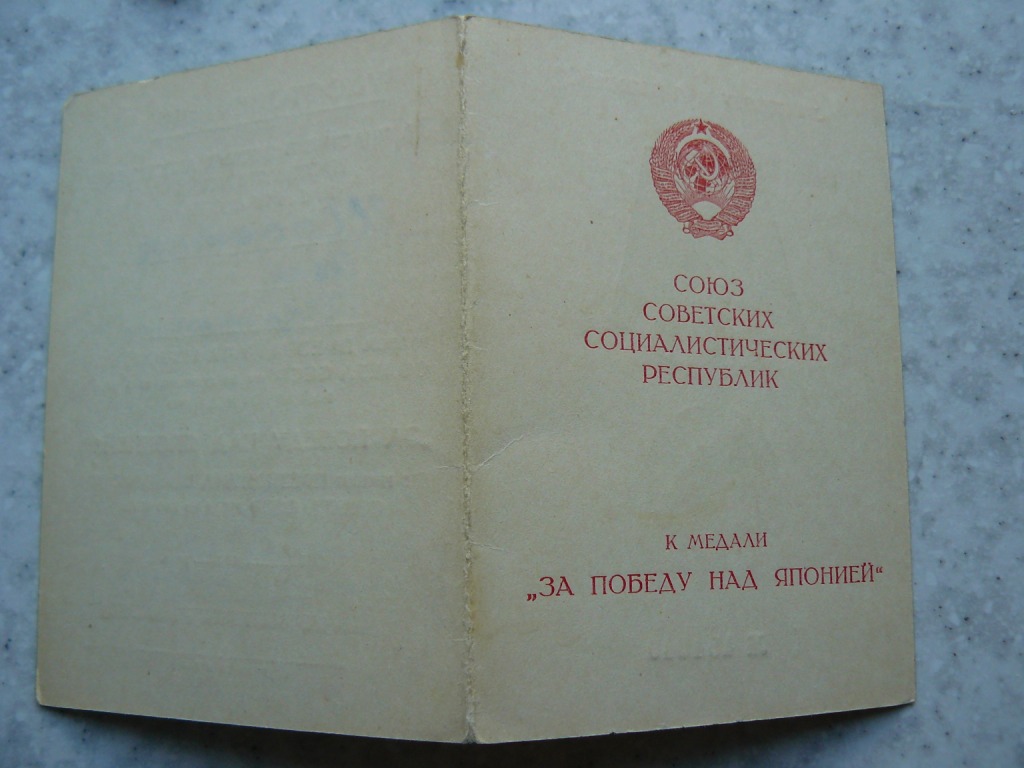 СОЮЗ
СОВЕТСКИХ
СОЦИАЛИСТИЧЕСКИХ
РЕСПУБЛИК
К МЕДАЛИ
„ЗА ПОБЕДУ НАД ЯПОНИЕЙ“